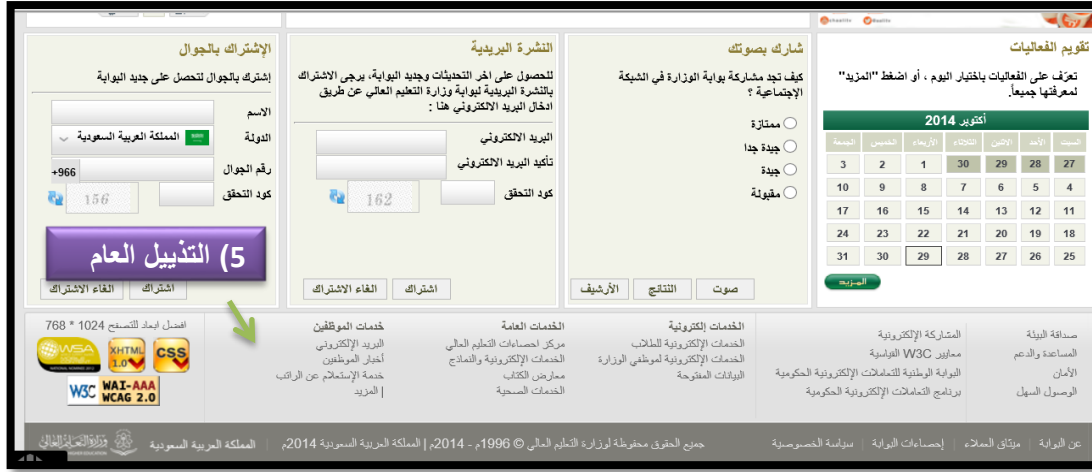 تقويم الفعاليات
تعرّف على الفعاليات باختيار اليوم ، أو اضغط "المزيد" لمعرفتها جميعاً.
أكتوبر 2014
السبت الأحد الاثنين الثلاثاء الأربعاء الخميس الجمعة
27 28 29 30 1 2 3
4 5 6 7 8 9 10
11 12 13 14 15 16 17
18 19 20 21 22 23 24
25 26 27 28 29 30 31
المزيد
شارك بصوتك
كيف تجد مشاركة بوابة الوزارة في الشبكة
الإجتماعية ؟
ممتازة
جيدة جدا
جيدة
مقبولة
صوت النتائج الأرشيف
النشرة البريدية
للحصول على اخر التحديثات وجديد البوابة، يرجى الاشتراك
بالنشرة البريدية لبوابة وزارة التعليم العالي عن طريق
ادخال البريد الالكتروني هنا :
البريد الالكتروني
تأكيد البريد الالكتروني
كود التحقق 162
اشتراك الغاء الاشتراك
الإشتراك بالجوال
إشترك بالجوال لتحصل على جديد البوابة
الاسم
الدولة المملكة العربية السعودية
رقم الجوال +966
كود التحقق 156
اشتراك الغاء الاشتراك
5) التذييل العام
صداقة البيئة
المساعدة والدعم
الأمان
الوصول السهل
المشاركة الإلكترونية
معايير W3C القياسية
البوابة الوطنية للتعاملات الإلكترونية الحكومية
برنامج التعاملات الإلكترونية الحكومية
الخدمات إلكترونية
الخدمات الإلكترونية للطلاب
الخدمات الإلكترونية لموظفي الوزارة
البيانات المفتوحة
الخدمات العامة
مركز احصاءات التعليم العالي
الخدمات الإلكترونية والنماذج
معارض الكتاب
الخدمات الصحية
خدمات الموظفين
البريد الإلكتروني
أخبار الموظفين
خدمة الإستعلام عن الراتب
| المزيد
افضل ابعاد للتصفح 1024 * 768
WSA
XHTML 1.0
CSS
W3C WAI-AAA
WCAG 2.0
عن البوابة | ميثاق العملاء | إحصاءات البوابة | سياسة الخصوصية
جميع الحقوق محفوظة لوزارة التعليم العالي © 1996م - 2014م | المملكة العربية السعودية 2014م
المملكة العربية السعودية
وزارة التعليم العالي